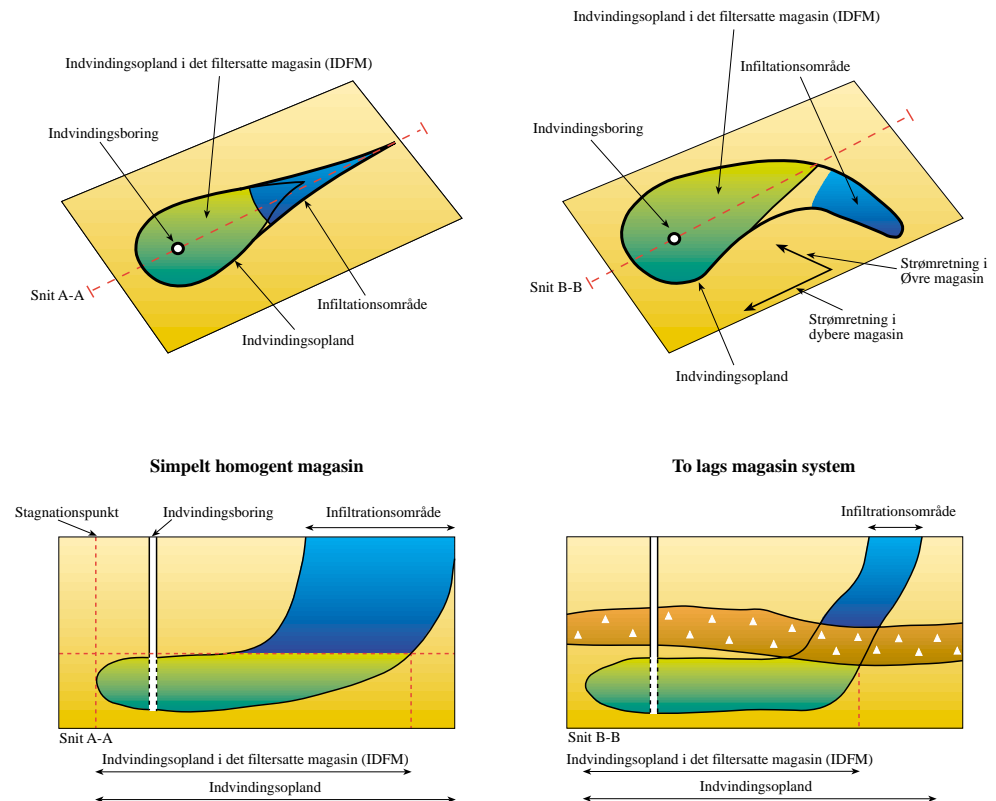 Indvindingsopland i det filtersatte magasin (IDFM)
Indvindingsboring
Snit A-A
Infiltationsområde
Indvindingsopland
Indvindingsopland i det filtersatte magasin (IDFM)
Infiltationsområde
Indvindingsboring
Snit B-B
Strømretning i
Øvre magasin
Strømretning i
dybere magasin
Indvindingsopland
Simpelt homogent magasin
Stagnationspunkt
Indvindingsboring
Infiltrationsområde
Snit A-A
Indvindingsopland i det filtersatte magasin (IDFM)
Indvindingsopland
To lags magasin system
Infiltrationsområde
Snit B-B
Indvindingsopland i det filtersatte magasin (IDFM)
Indvindingsopland